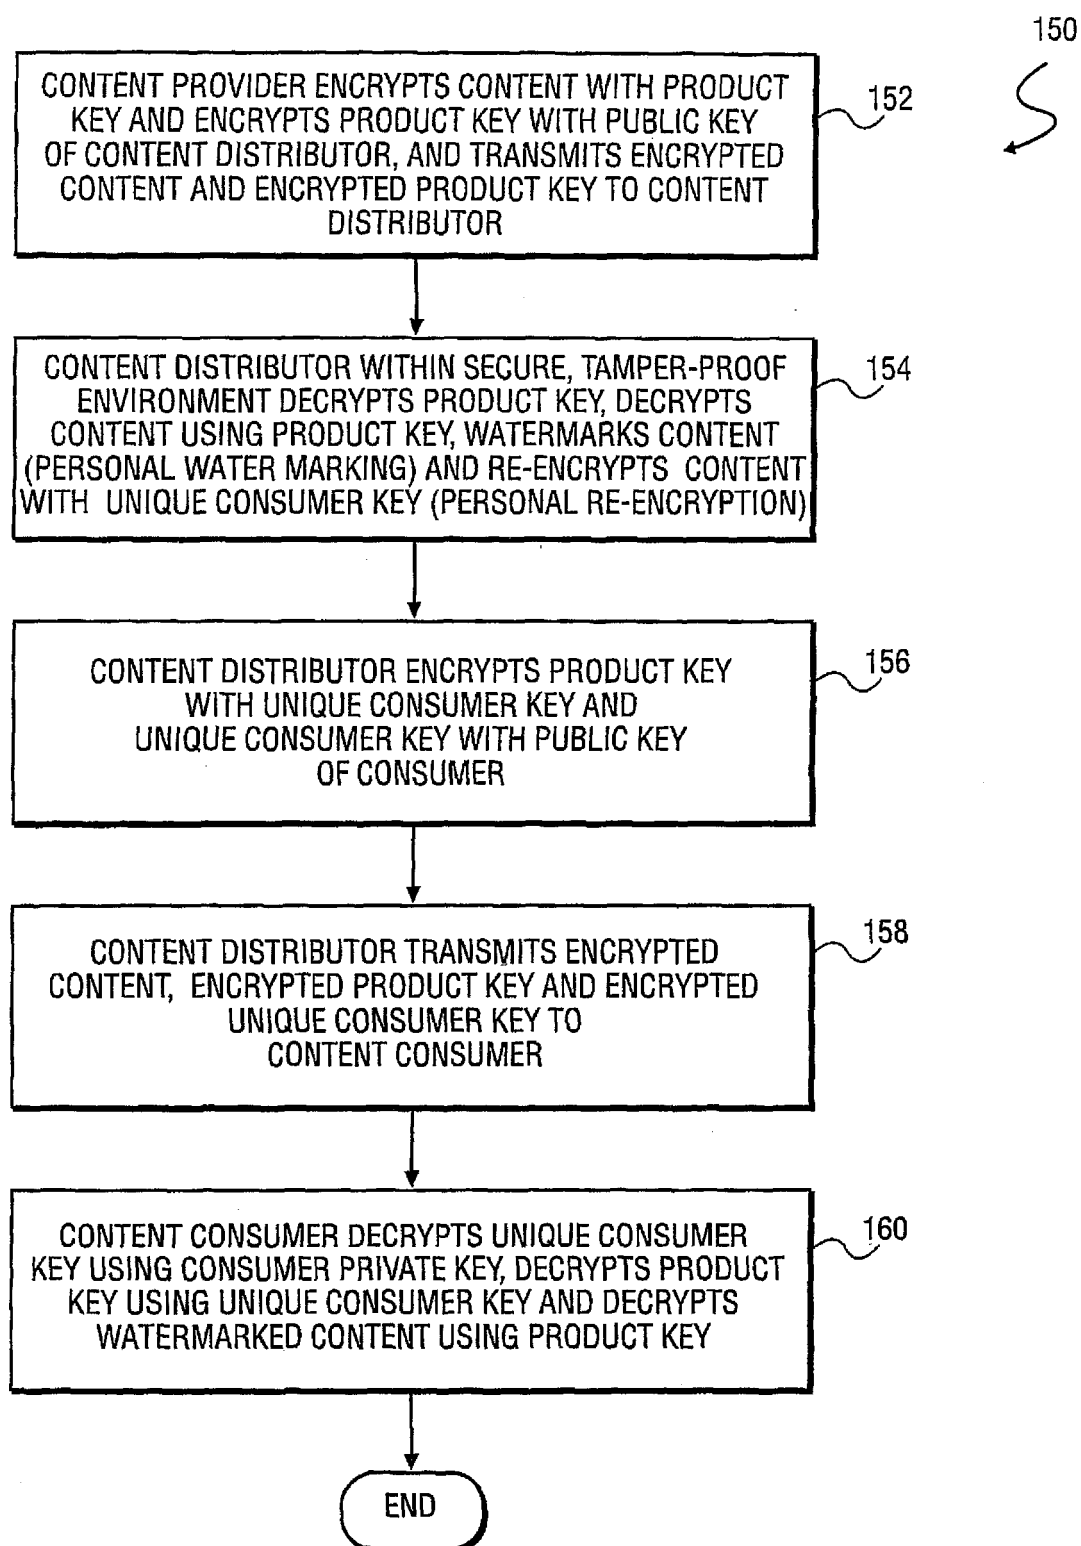 150
CONTENT PROVIDER ENCRYPTS CONTENT WITH PRODUCT
KEY AND ENCRYPTS PRODUCT KEY WITH PUBLIC KEY
OF CONTENT DISTRIBUTOR, AND TRANSMITS ENCRYPTED
CONTENT AND ENCRYPTED PRODUCT KEY TO CONTENT
DISTRIBUTOR
152
CONTENT DISTRIBUTOR WITHIN SECURE, TAMPER-PROOF
ENVIRONMENT DECRYPTS PRODUCT KEY, DECRYPTS
CONTENT USING PRODUCT KEY, WATERMARKS CONTENT
(PERSONAL WATER MARKING) AND RE-ENCRYPTS CONTENT
WITH UNIQUE CONSUMER KEY (PERSONAL RE-ENCRYPTION)
154
CONTENT DISTRIBUTOR ENCRYPTS PRODUCT KEY
WITH UNIQUE CONSUMER KEY AND
UNIQUE CONSUMER KEY WITH PUBLIC KEY
OF CONSUMER
156
CONTENT DISTRIBUTOR TRANSMITS ENCRYPTED
CONTENT, ENCRYPTED PRODUCT KEY AND ENCRYPTED
UNIQUE CONSUMER KEY TO
CONTENT CONSUMER
158
CONTENT CONSUMER DECRYPTS UNIQUE CONSUMER
KEY USING CONSUMER PRIVATE KEY, DECRYPTS PRODUCT
KEY USING UNIQUE CONSUMER KEY AND DECRYPTS
WATERMARKED CONTENT USING PRODUCT KEY
160
END